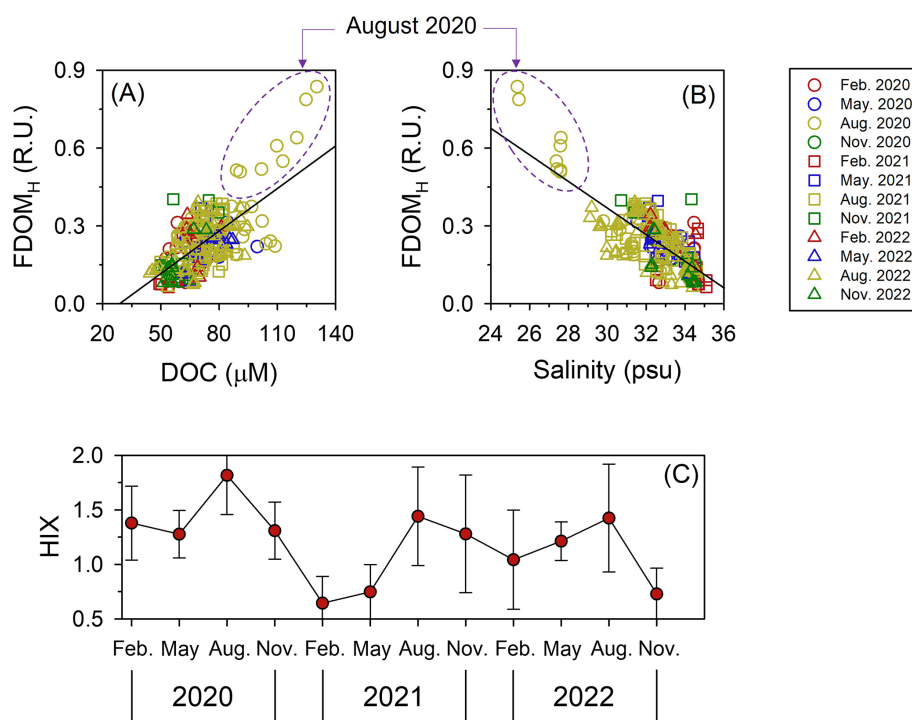 August 2020
0.9
0.6
0.3
0.0
FDOM_H (R.U.)
(A)
20 50 80 110 140
DOC (μM)
0.9
0.6
0.3
0.0
FDOM_H (R.U.)
(B)
24 26 28 30 32 34 36
Salinity (psu)
Feb. 2020
May. 2020
Aug. 2020
Nov. 2020
Feb. 2021
May. 2021
Aug. 2021
Nov. 2021
Feb. 2022
May. 2022
Aug. 2022
Nov. 2022
2.0
1.5
1.0
0.5
HIX
(C)
Feb. May Aug. Nov. Feb. May Aug. Nov. Feb. May Aug. Nov.
2020 2021 2022